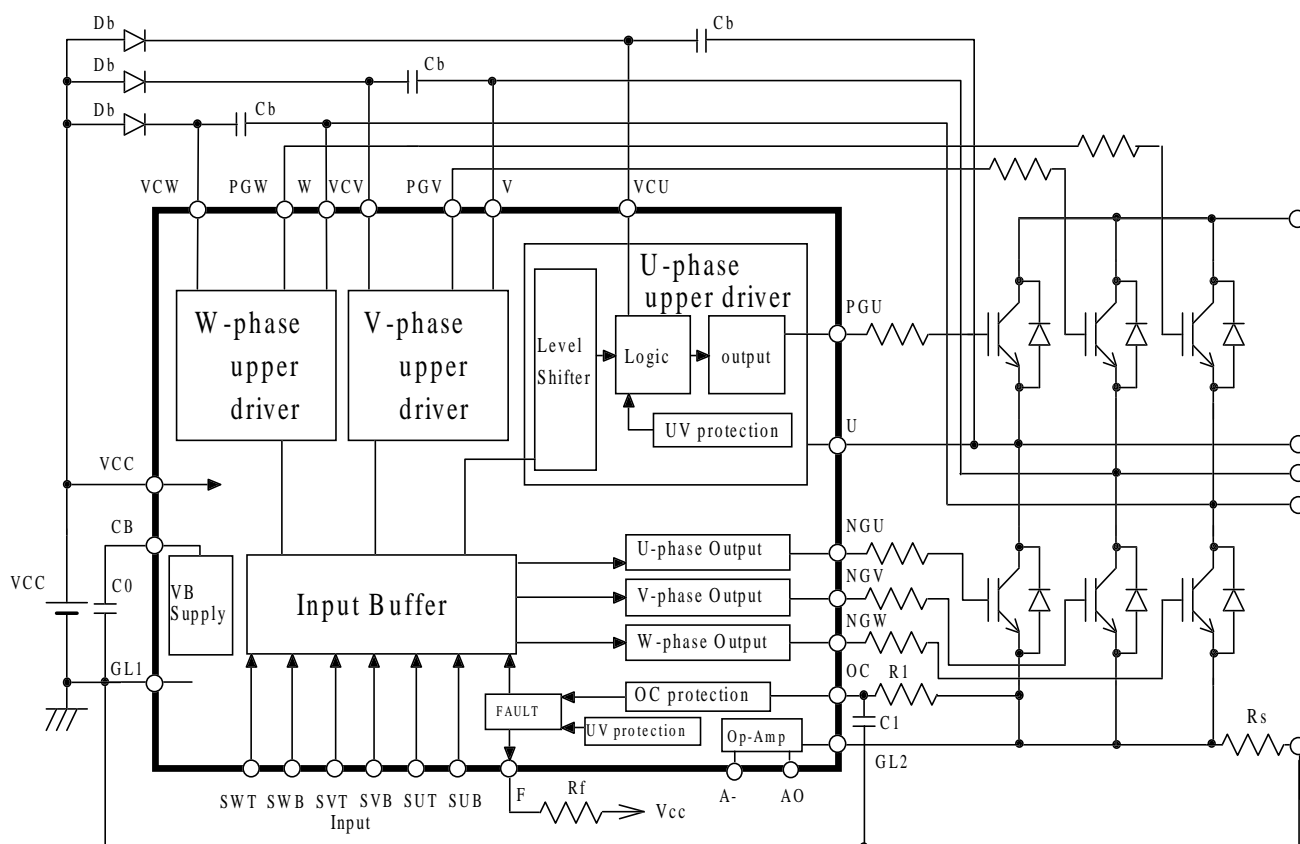 Db
Cb
Db
Cb
Db
Cb
VCW
PGW
W
VCV
PGV
V
VCU
U-phase
upper driver
W-phase
upper
driver
V-phase
upper
driver
Level
Shifter
Logic
output
UV protection
PGU
U
VCC
CB
VCC
C0
VB
Supply
GL1
Input Buffer
U-phase Output
V-phase Output
W-phase Output
NGU
NGV
NGW
OC
R1
C1
OC protection
FAULT
UV protection
Op-Amp
GL2
Rs
SWT
SWB
SVT
SVB
SUT
SUB
Input
F
Rf
Vcc
A-
AO